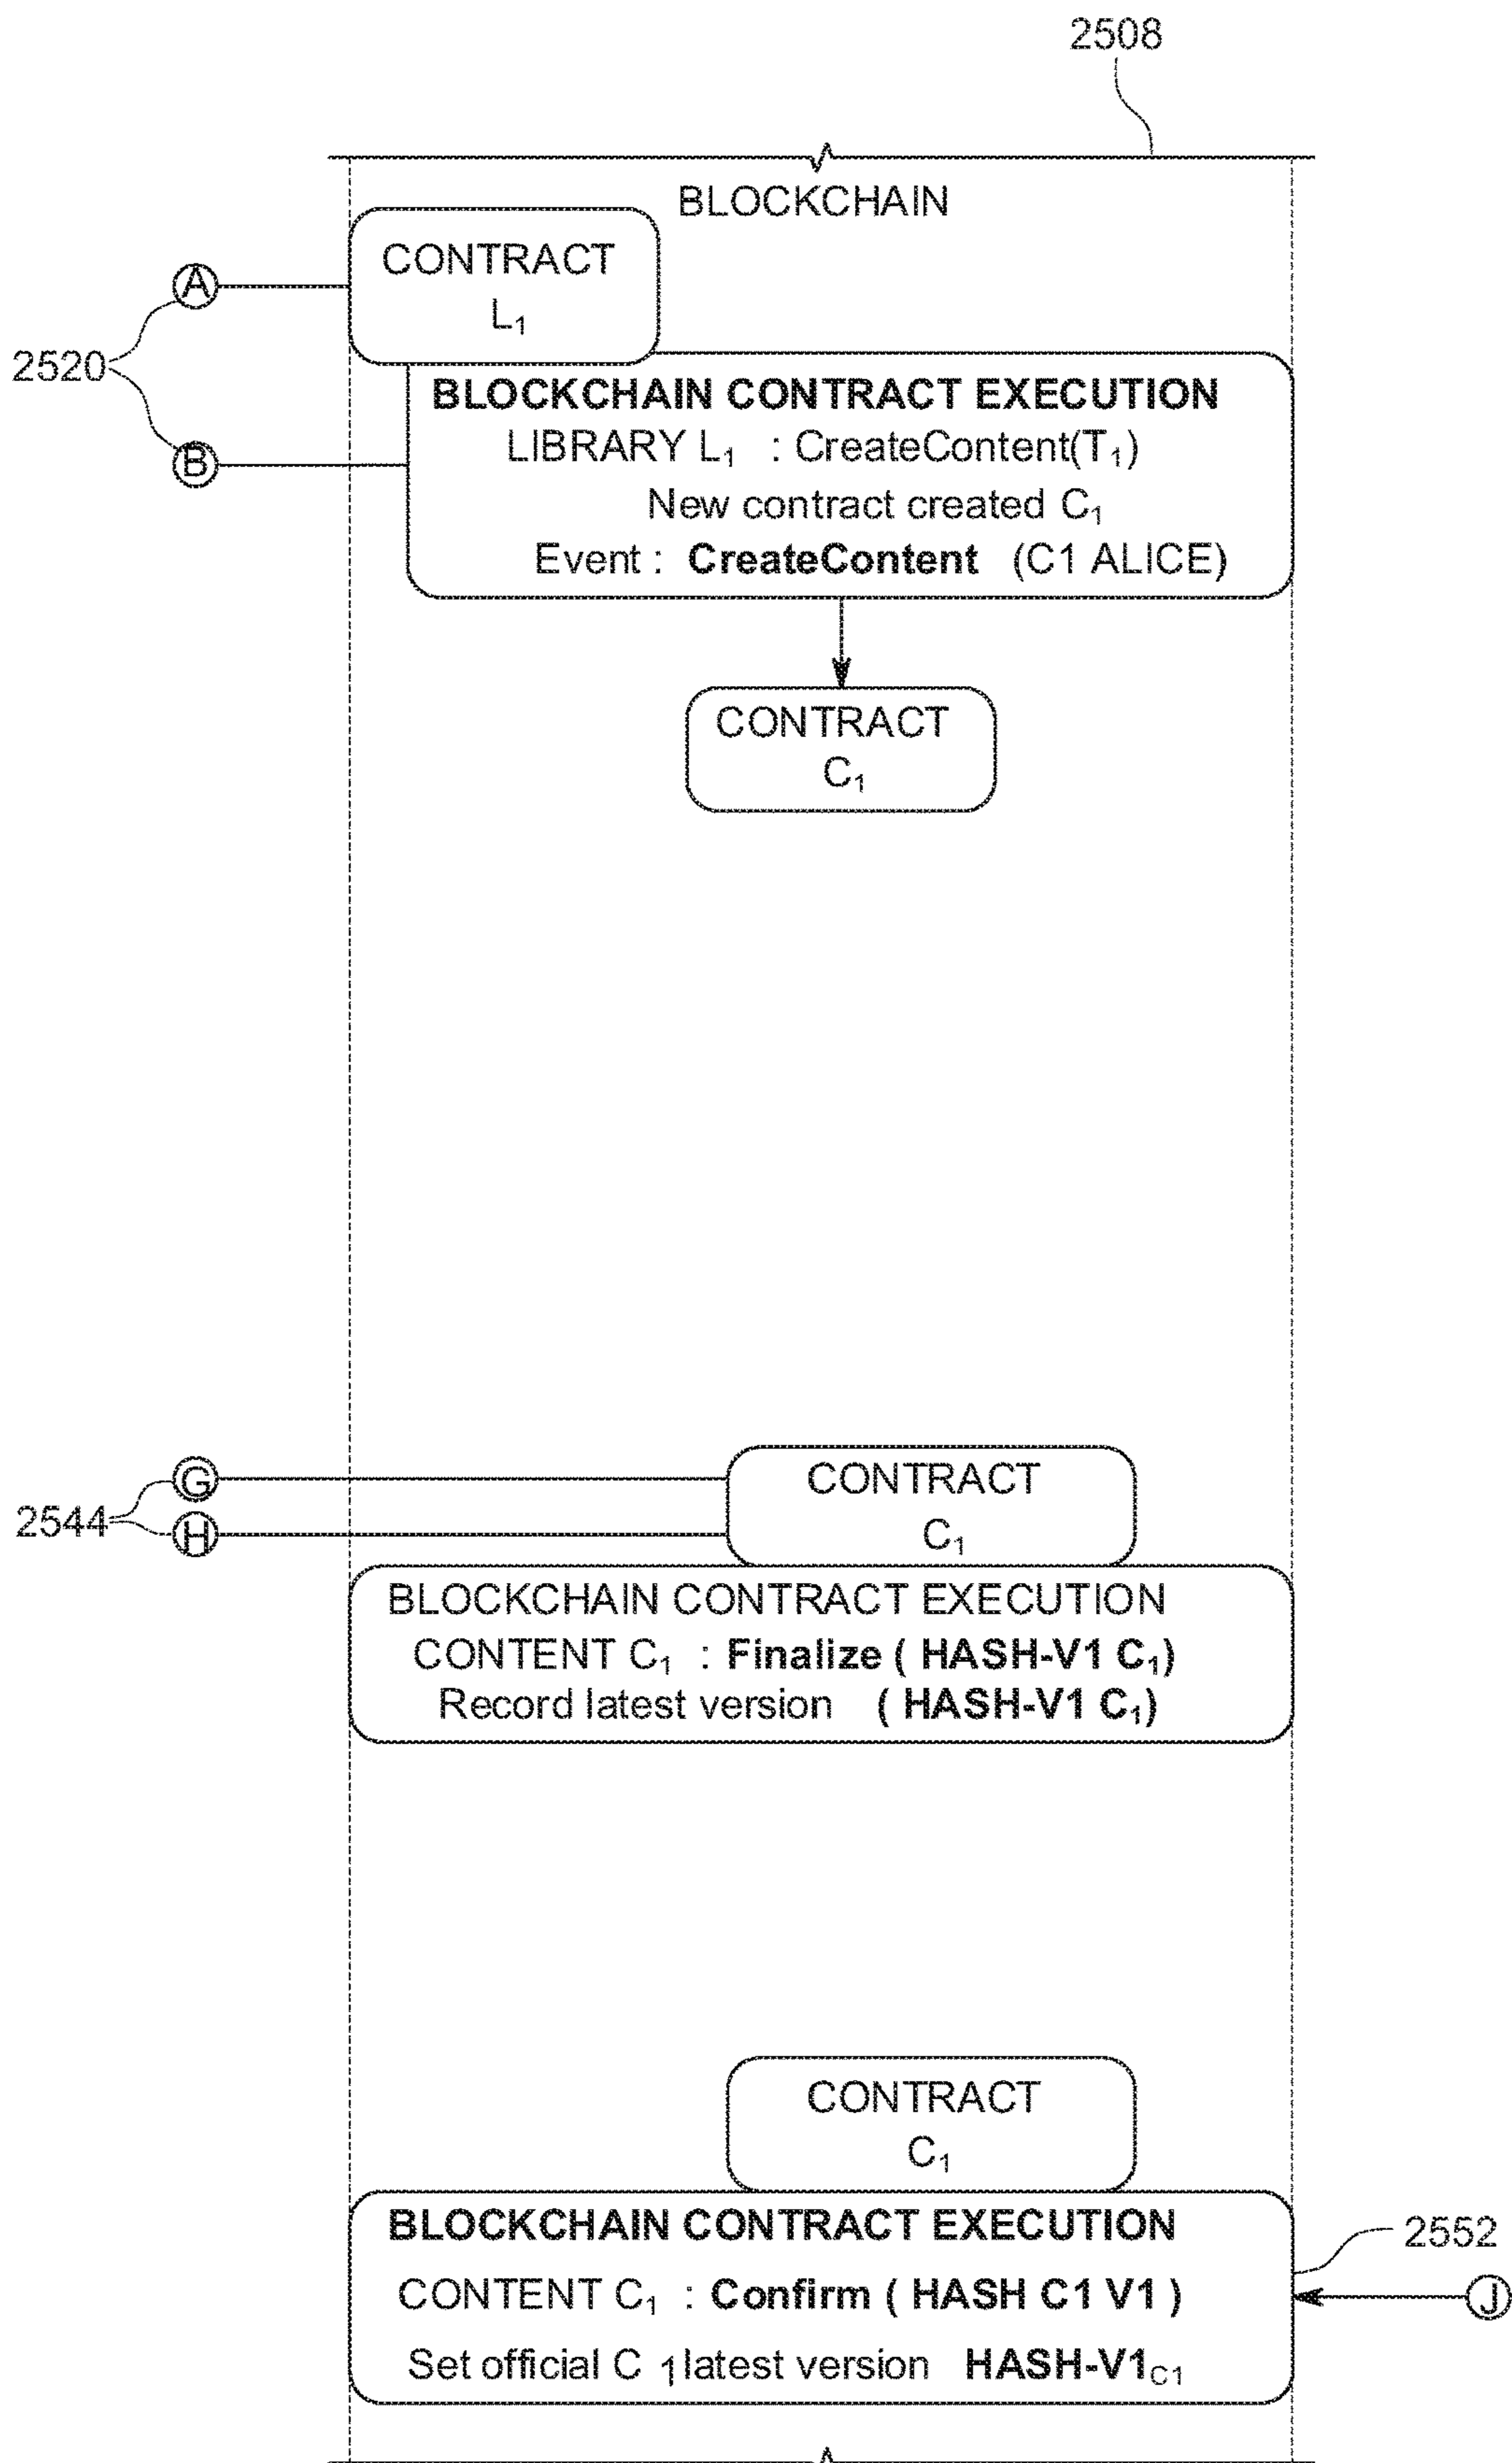 2508
BLOCKCHAIN
CONTRACT
L₁
A
2520
B
BLOCKCHAIN CONTRACT EXECUTION
LIBRARY L₁ : CreateContent(T₁)
New contract created C₁
Event : CreateContent (C1 ALICE)
CONTRACT
C₁
G
2544
H
CONTRACT
C₁
BLOCKCHAIN CONTRACT EXECUTION
CONTENT C₁ : Finalize ( HASH-V1 C₁)
Record latest version ( HASH-V1 C₁)
CONTRACT
C₁
BLOCKCHAIN CONTRACT EXECUTION
2552
CONTENT C₁ : Confirm ( HASH C1 V1 )
J
Set official C 1 latest version HASH-V1C1